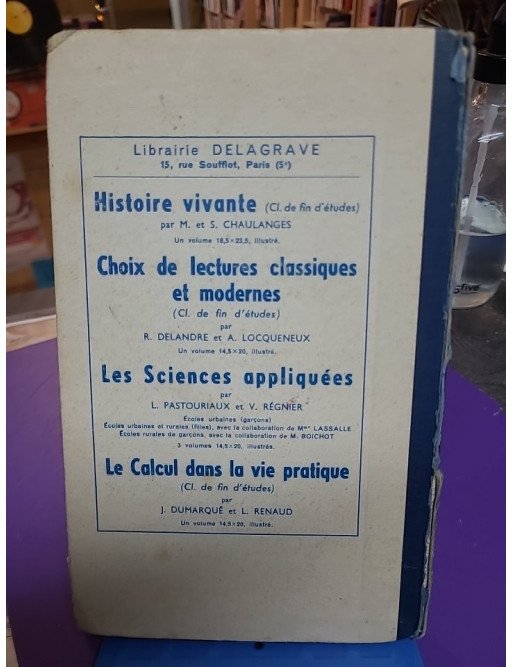 Librairie DELAGRAVE
15, rue Soufflot, Paris (5e)
Histoire vivante (Cl. de fin d'études)
par M. et S. CHAULANGES
Un volume 18,5×23,5, illustré.
Choix de lectures classiques
et modernes
(Cl. de fin d'études)
par
R. DELANDRE et A. LOCQUENEUX
Un volume 14,5×20, illustré.
Les Sciences appliquées
par
L. PASTOURIAUX et V. RÉGNIER
Écoles urbaines (garçons)
Écoles urbaines et rurales (filles), avec la collaboration de Mme LASSALLE
Écoles rurales de garçons, avec la collaboration de M. BOICHOT
3 volumes 14,5×20, illustrés.
Le Calcul dans la vie pratique
(Cl. de fin d'études)
par
J. DUMARQUÉ et L. RENAUD
Un volume 14,5×20, illustré.
five